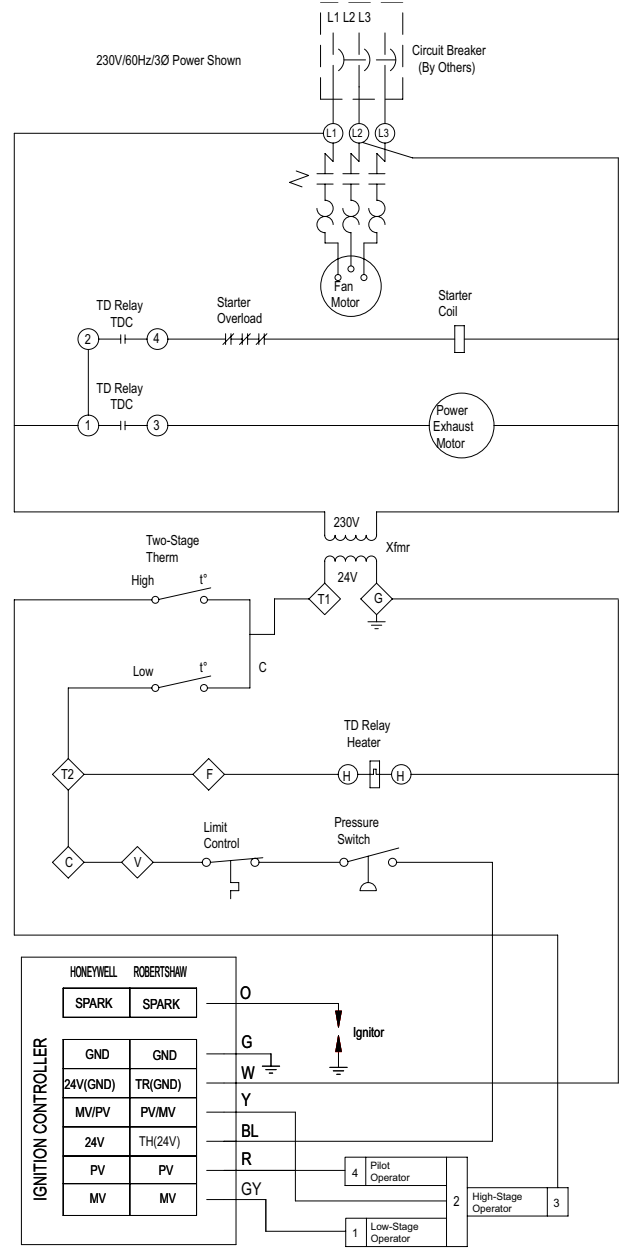 L1 L2 L3
230V/60Hz/3Ø Power Shown
Circuit Breaker
(By Others)
L1
L2
L3
Fan
Motor
TD Relay
TDC
Starter
Overload
Starter
Coil
2
4
TD Relay
TDC
1
3
Power
Exhaust
Motor
230V
Xfmr
24V
Two-Stage
Therm
High
t°
T1
G
Low
t°
C
TD Relay
Heater
T2
F
H
H
Limit
Control
Pressure
Switch
C
V
HONEYWELL
ROBERTSHAW
IGNITION CONTROLLER
SPARK
SPARK
O
Ignitor
GND
GND
G
24V(GND)
TR(GND)
W
MV/PV
PV/MV
Y
24V
TH(24V)
BL
PV
PV
R
MV
MV
GY
4
Pilot
Operator
2
High-Stage
Operator
3
1
Low-Stage
Operator